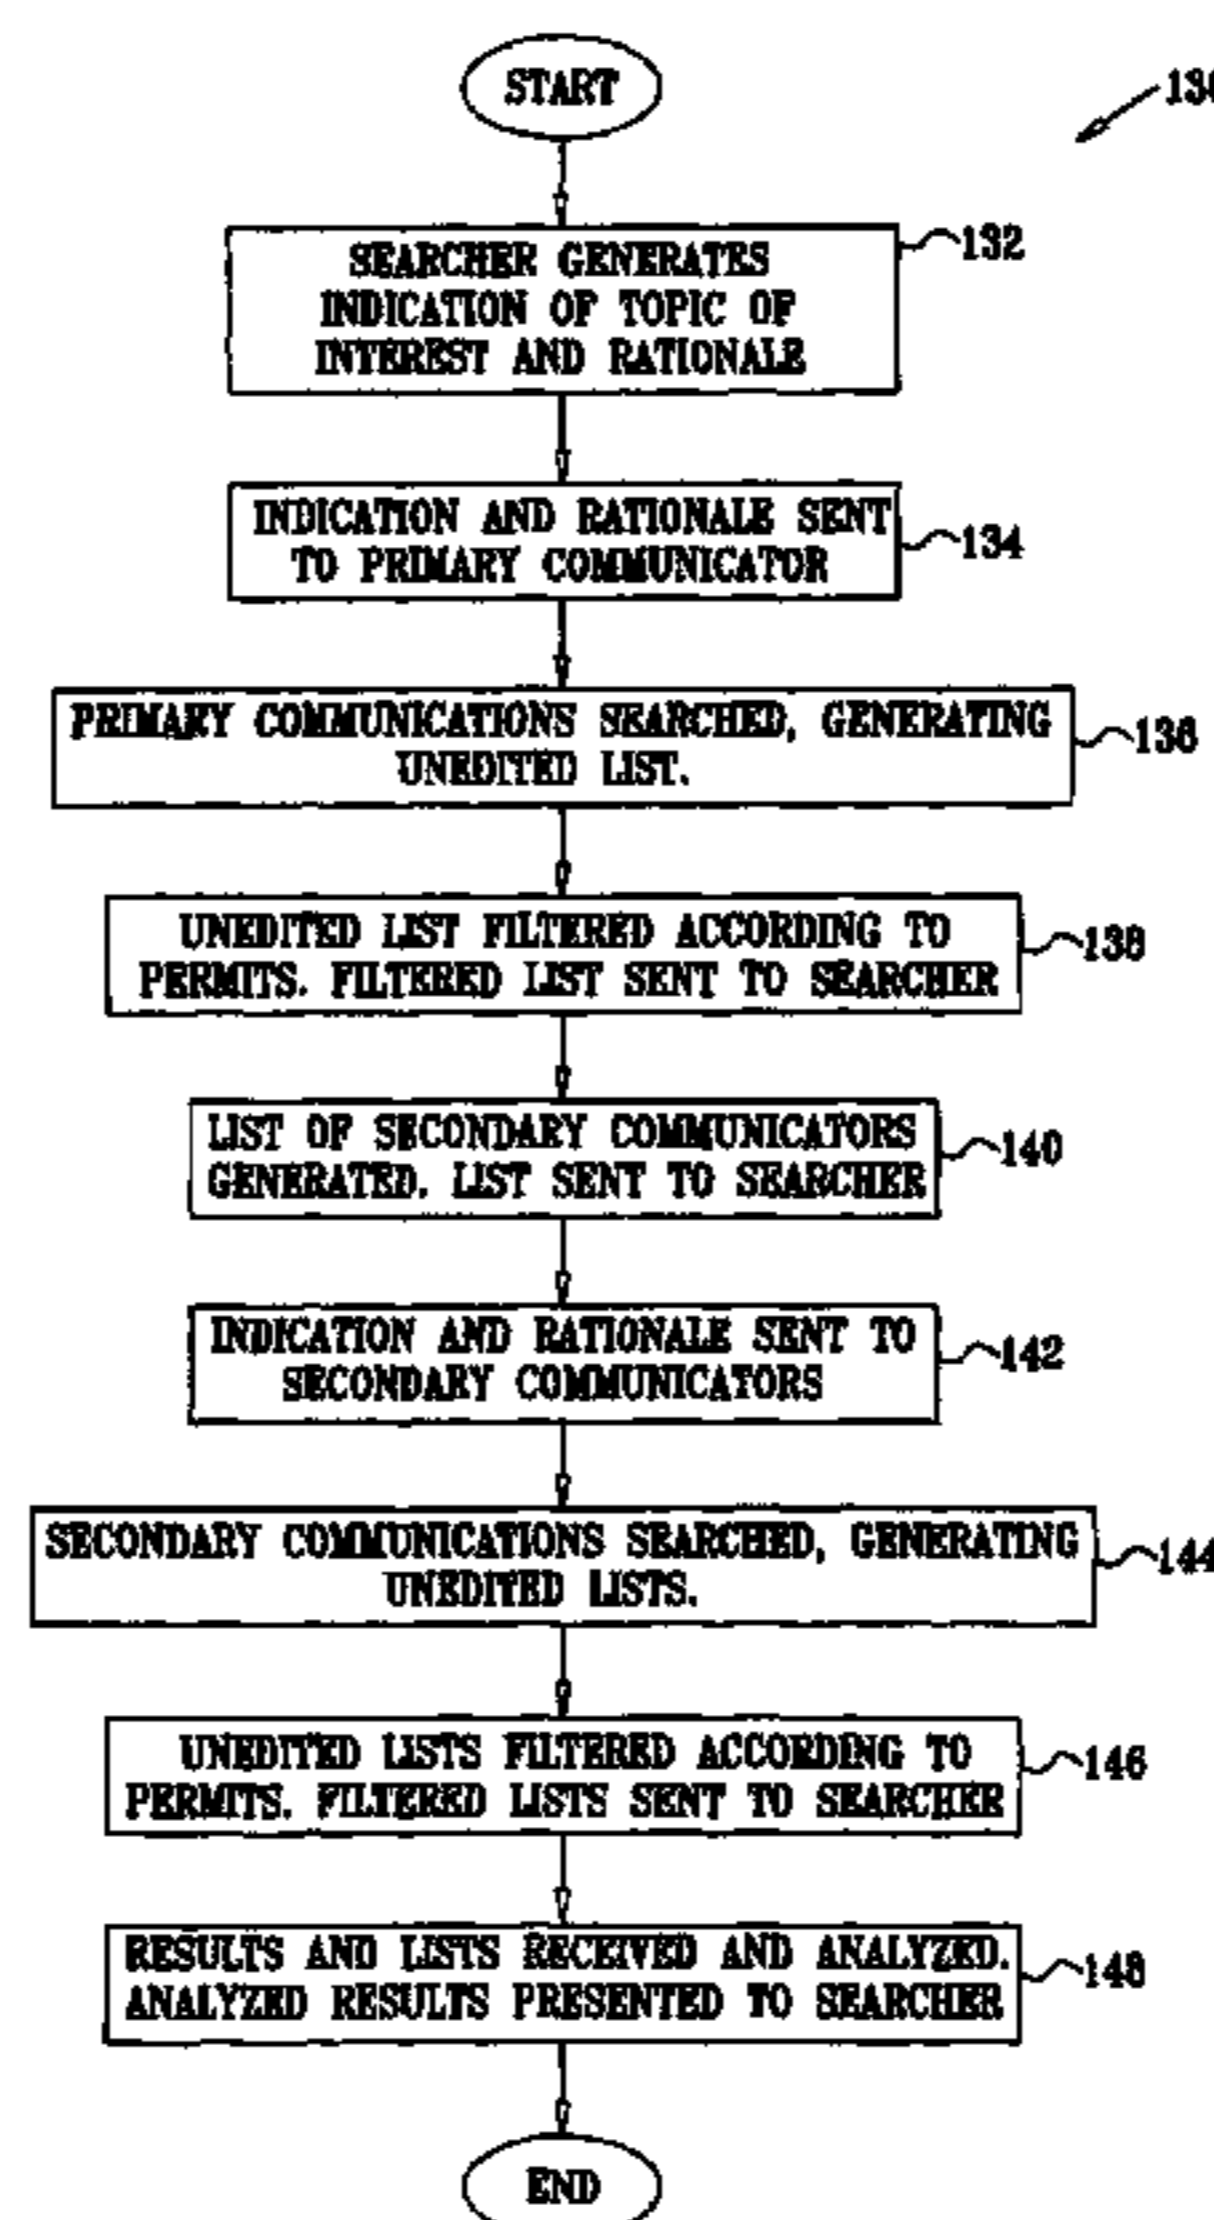 START
130
SEARCHER GENERATES
INDICATION OF TOPIC OF
INTEREST AND RATIONALE
132
INDICATION AND RATIONALE SENT
TO PRIMARY COMMUNICATOR
134
PRIMARY COMMUNICATIONS SEARCHED, GENERATING
UNEDITED LIST.
136
UNEDITED LIST FILTERED ACCORDING TO
PERMITS. FILTERED LIST SENT TO SEARCHER
138
LIST OF SECONDARY COMMUNICATORS
GENERATED. LIST SENT TO SEARCHER
140
INDICATION AND RATIONALE SENT TO
SECONDARY COMMUNICATORS
142
SECONDARY COMMUNICATIONS SEARCHED, GENERATING
UNEDITED LISTS.
144
UNEDITED LISTS FILTERED ACCORDING TO
PERMITS. FILTERED LISTS SENT TO SEARCHER
146
RESULTS AND LISTS RECEIVED AND ANALYZED.
ANALYZED RESULTS PRESENTED TO SEARCHER
148
END